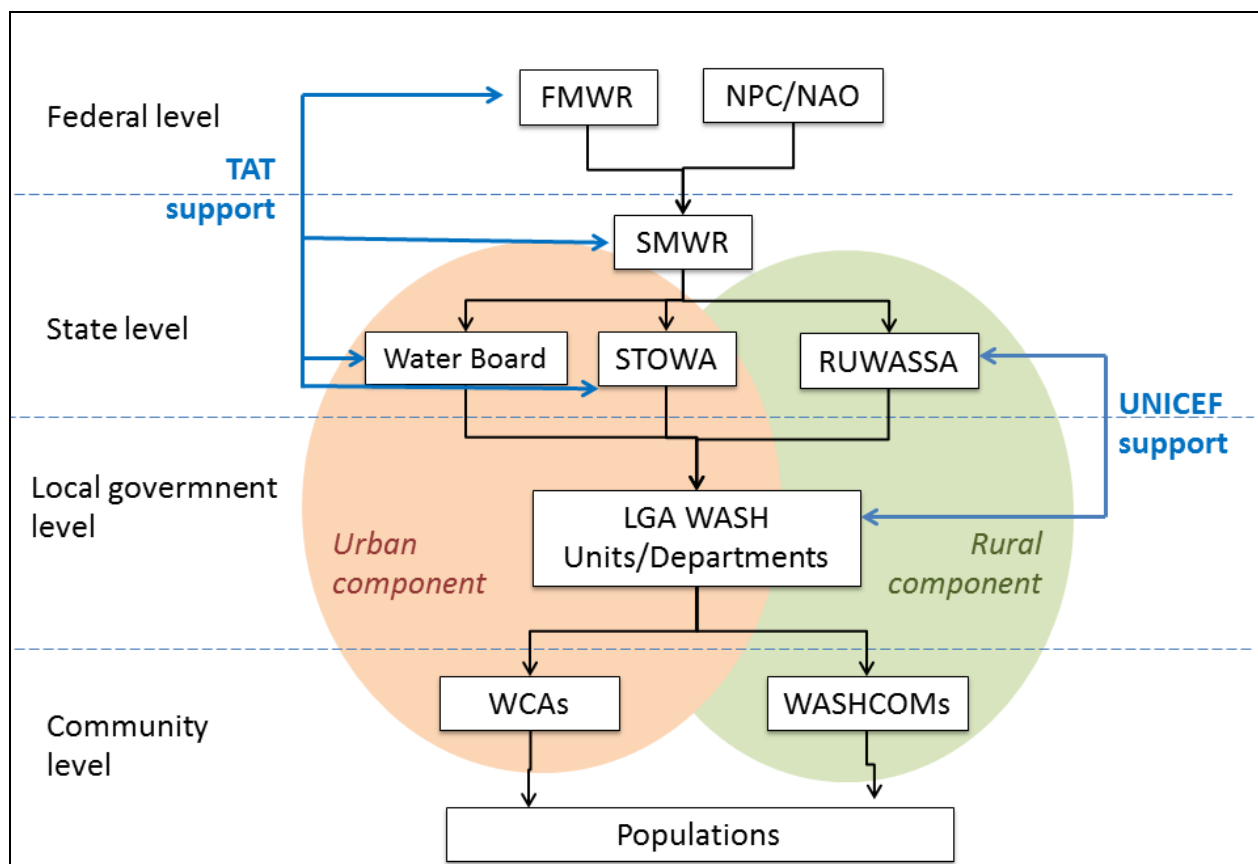 FMWR
NPC/NAO
Federal level
TAT
support
SMWR
State level
Water Board
STOWA
RUWASSA
UNICEF
support
Local governmnent
level
LGA WASH
Units/Departments
Urban
component
Rural
component
WCAs
WASHCOMs
Community
level
Populations